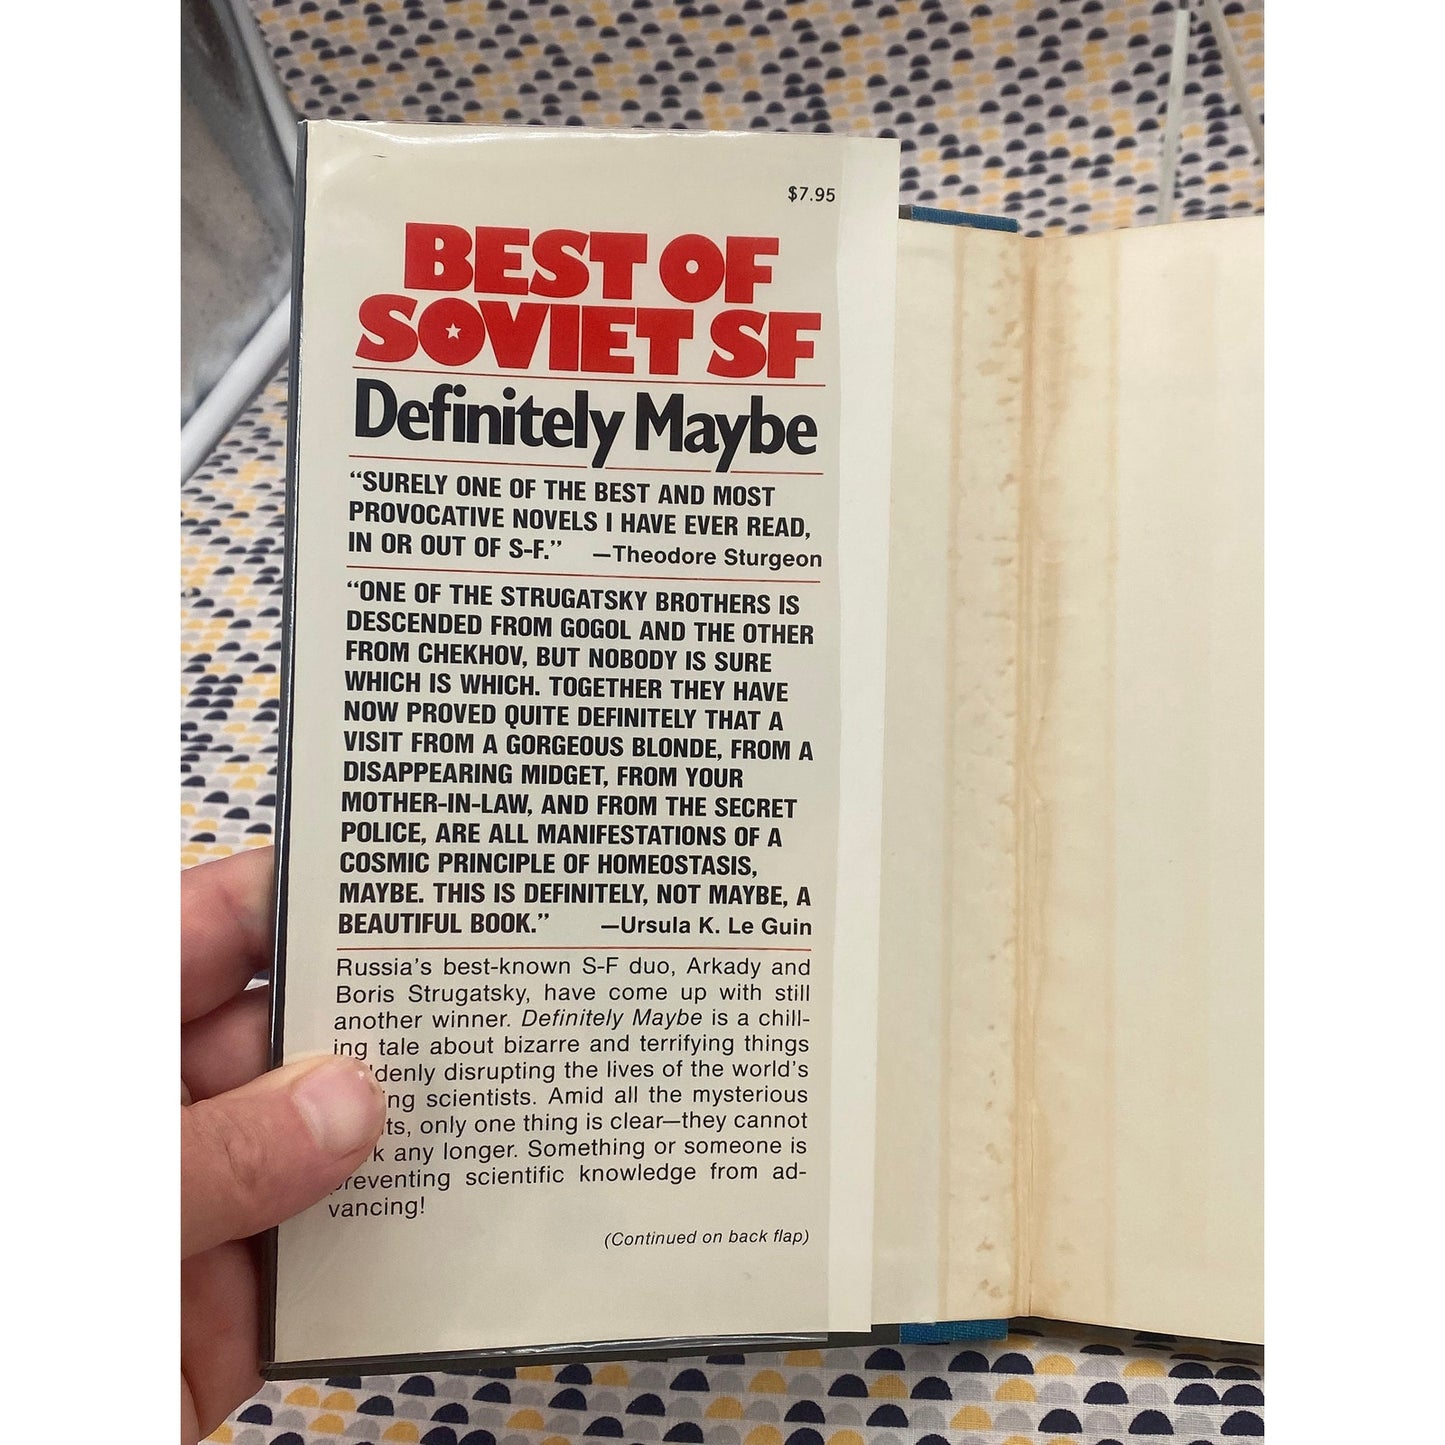 $7.95
BEST OF
SOVIET SF
Definitely Maybe
“SURELY ONE OF THE BEST AND MOST
PROVOCATIVE NOVELS I HAVE EVER READ,
IN OR OUT OF S-F.” —Theodore Sturgeon
“ONE OF THE STRUGATSKY BROTHERS IS
DESCENDED FROM GOGOL AND THE OTHER
FROM CHEKHOV, BUT NOBODY IS SURE
WHICH IS WHICH. TOGETHER THEY HAVE
NOW PROVED QUITE DEFINITELY THAT A
VISIT FROM A GORGEOUS BLONDE, FROM A
DISAPPEARING MIDGET, FROM YOUR
MOTHER-IN-LAW, AND FROM THE SECRET
POLICE, ARE ALL MANIFESTATIONS OF A
COSMIC PRINCIPLE OF HOMEOSTASIS,
MAYBE. THIS IS DEFINITELY, NOT MAYBE, A
BEAUTIFUL BOOK.” —Ursula K. Le Guin
Russia’s best-known S-F duo, Arkady and
Boris Strugatsky, have come up with still
another winner. Definitely Maybe is a chill-
ing tale about bizarre and terrifying things
disrupting the lives of the world’s
scientists. Amid all the mysterious
only one thing is clear—they cannot
any longer. Something or someone is
preventing scientific knowledge from ad-
vancing!
(Continued on back flap)